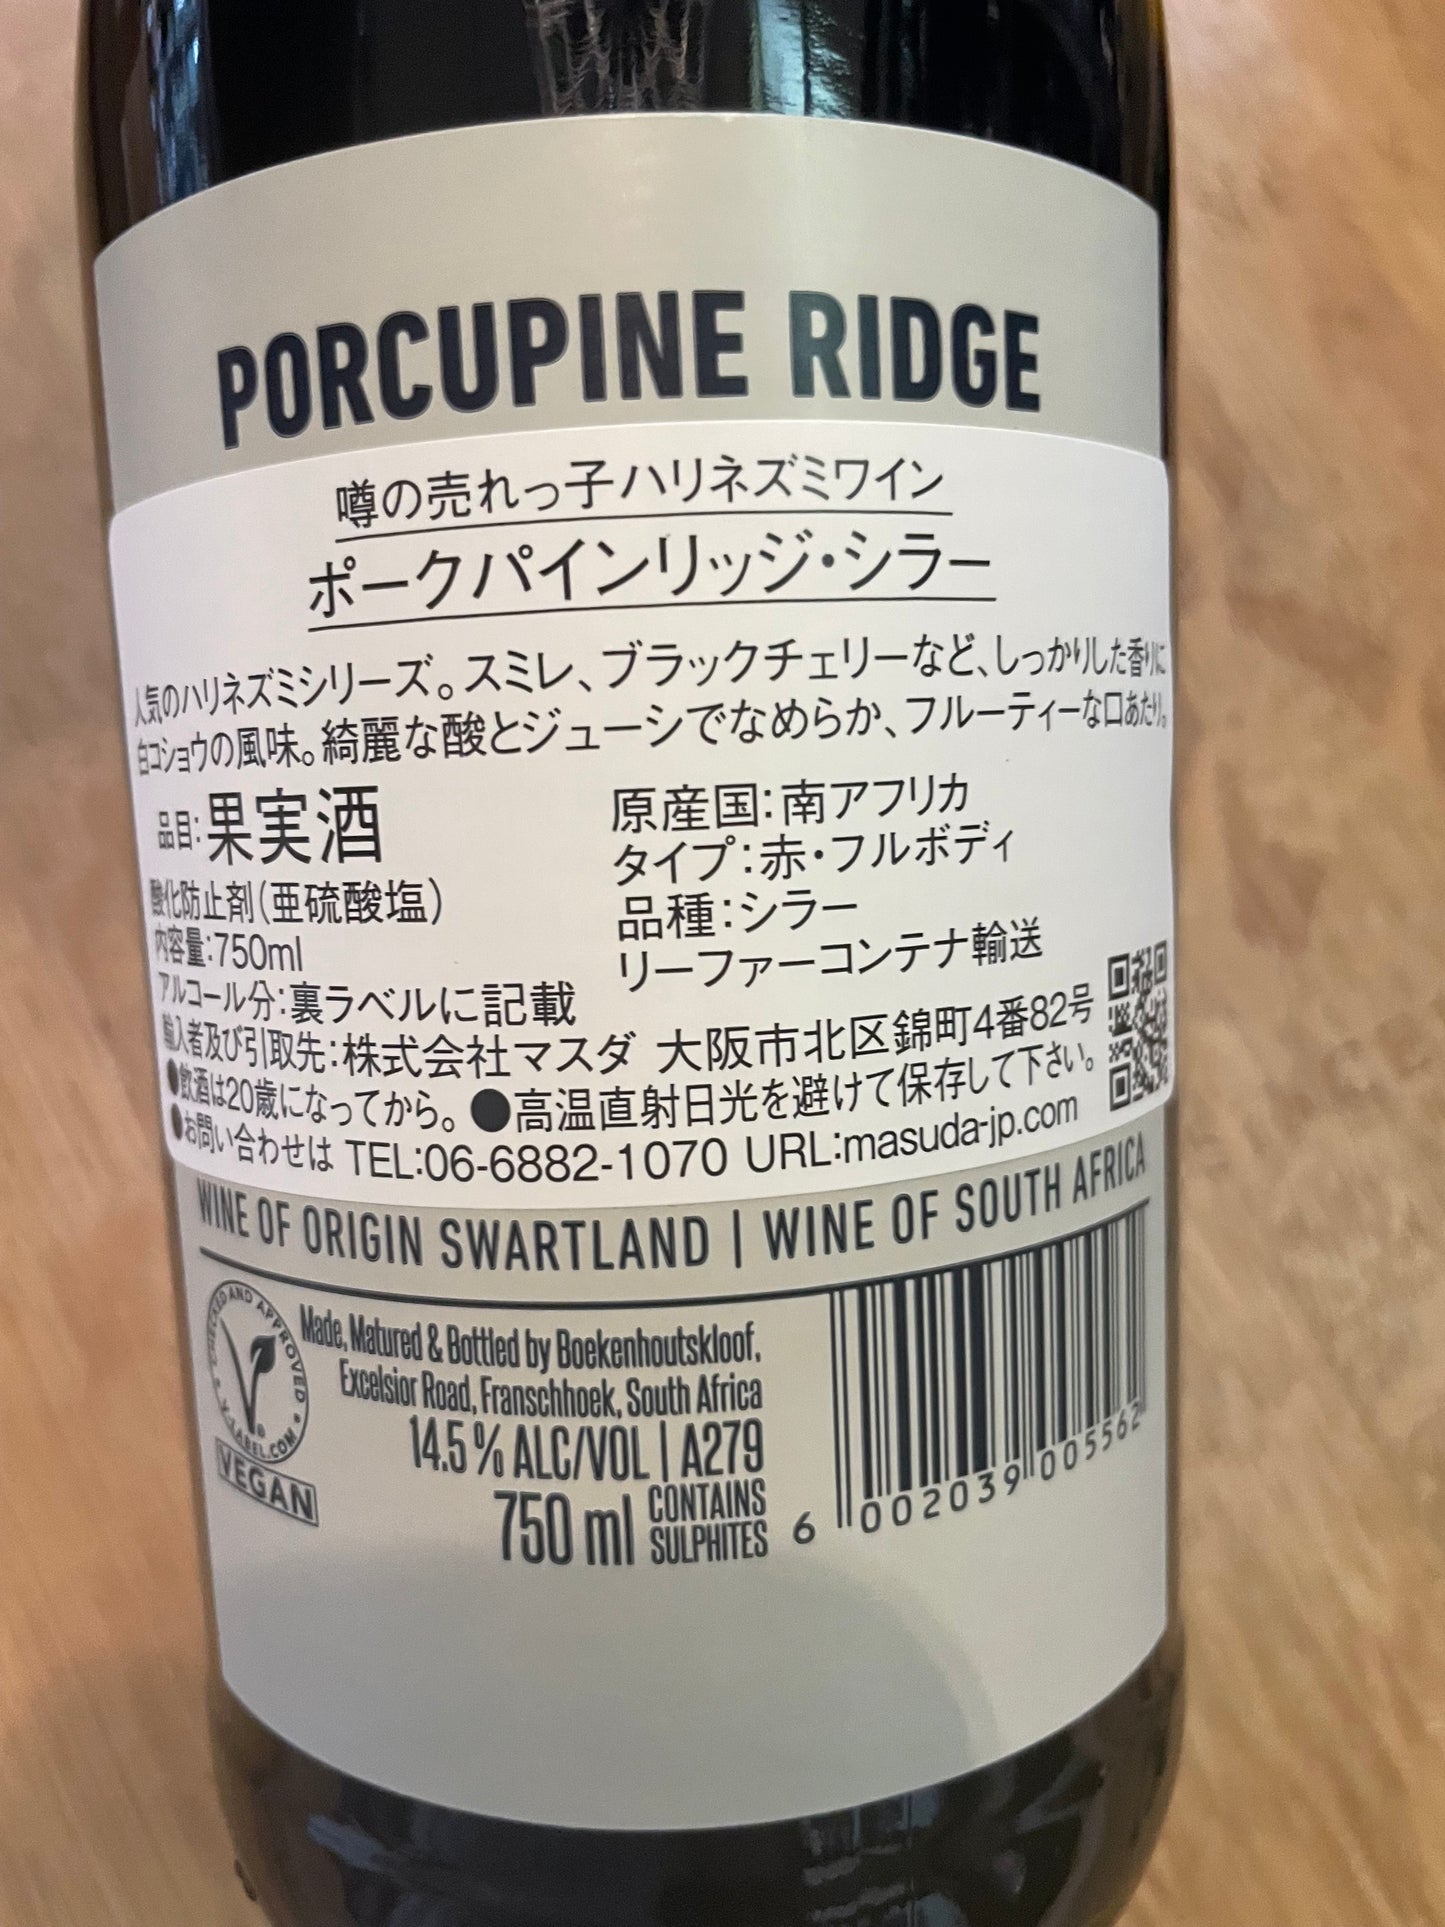 PORCUPINE RIDGE
噂の売れっ子ハリネズミワイン
ポークパインリッジ・シラー
人気のハリネズミシリーズ。スミレ、ブラックチェリーなど、しっかりした香りに
白コショウの風味。綺麗な酸とジューシでなめらか、フルーティーな口あたり。
品目:果実酒
酸化防止剤(亜硫酸塩)
内容量:750ml
アルコール分:裏ラベルに記載
原産国:南アフリカ
タイプ:赤・フルボディ
品種:シラー
リーファーコンテナ輸送
輸入者及び引取先:株式会社マスダ 大阪市北区錦町4番82号
●飲酒は20歳になってから。●高温直射日光を避けて保存して下さい。
●お問い合わせは TEL:06-6882-1070 URL:masuda-jp.com
WINE OF ORIGIN SWARTLAND | WINE OF SOUTH AFRICA
CHECKED AND APPROVED • V-LABEL.COM •
VEGAN
Made, Matured & Bottled by Boekenhoutskloof,
Excelsior Road, Franschhoek, South Africa
14.5% ALC/VOL | A279
750 ml CONTAINS
SULPHITES
6 002039 005562